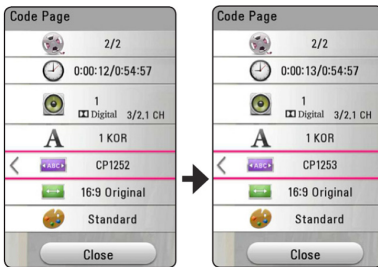 Code Page
2/2
0:00:12/0:54:57
1
Digital 3/2.1 CH
A 1 KOR
ABC CP1252
16:9 Original
Standard
Close
Code Page
2/2
0:00:13/0:54:57
1
Digital 3/2.1 CH
A 1 KOR
ABC CP1253
16:9 Original
Standard
Close